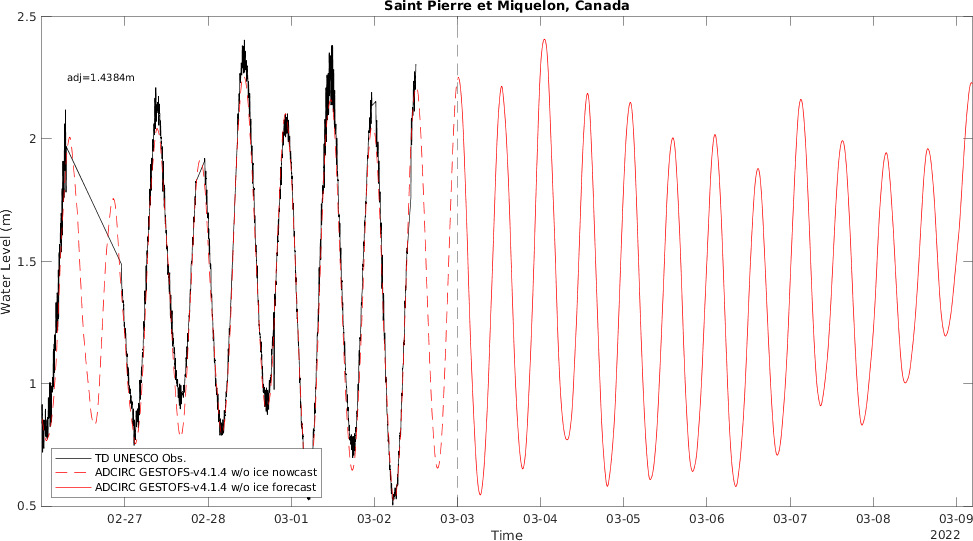 Saint Pierre et Miquelon, Canada
2.5
adj=1.4384m
2
1.5
1
0.5
Water Level (m)
TD UNESCO Obs.
ADCIRC GESTOFS-v4.1.4 w/o ice nowcast
ADCIRC GESTOFS-v4.1.4 w/o ice forecast
02-27 02-28 03-01 03-02 03-03 03-04 03-05 03-06 03-07 03-08 03-09
Time
2022